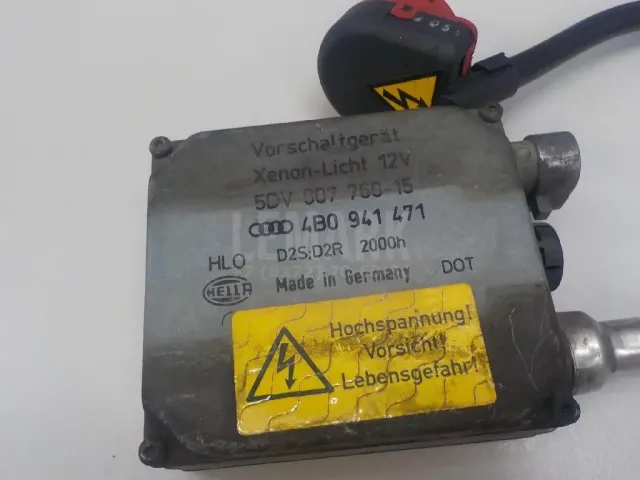 Vorschaltgerät
Xenon-Licht 12V
5DV 007 760-15
4B0 941 471
D2S;D2R 2000h
HLO
HELLA
Made in Germany
DOT
Hochspannung!
Vorsicht!
Lebensgefahr!